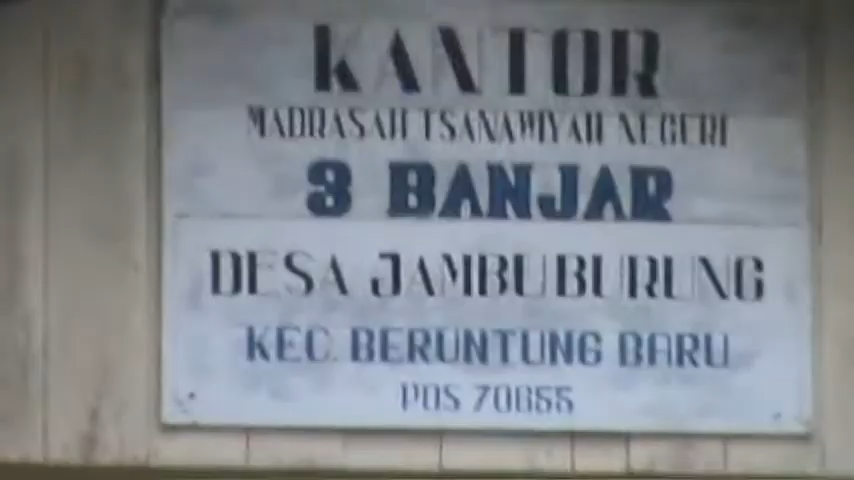 KANTOR
MADRASAH TSANAWIYAH NEGERI
3 BANJAR
DESA JAMBUBURUNG
KEC. BERUNTUNG BARU
POS 70655